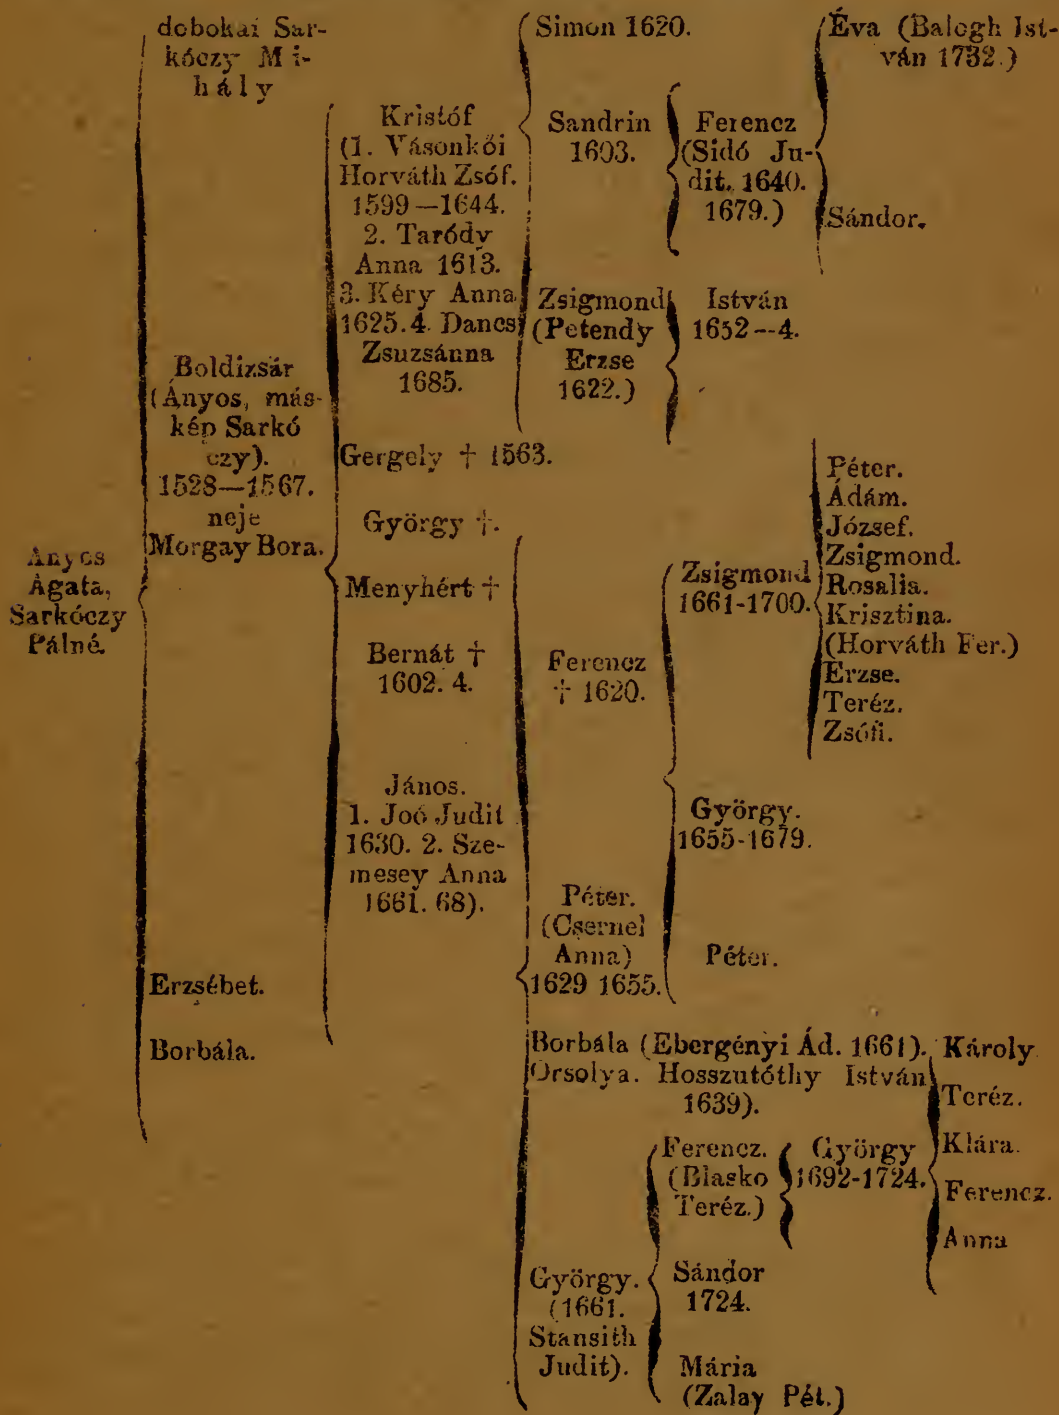 Ányos
Ágata,
Sarkóczy
Pálné.
dobokai Sar-
kóczy Mi-
hály
Boldizsár
(Ányos, más-
kép Sarkó
czy).
1528—1567.
neje
Morgay Bora.
Erzsébet.
Borbála.
Kristóf
(1. Vásonkői
Horváth Zsóf.
1599—1644.
2. Taródy
Anna 1613.
3. Kéry Anna
1625. 4. Dancs
Zsuzsánna
1685.
Gergely † 1563.
György †.
Menyhért †
Bernát †
1602. 4.
János.
1. Joó Judit
1630. 2. Sze-
mesey Anna
1661. 68).
Simon 1620.
Sandrin
1603.
Zsigmond
(Petendy
Erzse
1622.)
Ferencz
(Sidó Ju-
dit. 1640.
1679.)
István
1652--4.
Éva (Balogh Ist-
ván 1732.)
Sándor.
Ferencz
† 1620.
Péter.
(Csernel
Anna)
1629 1655.
Zsigmond
1661-1700.
György.
1655-1679.
Péter.
Péter.
Ádám.
József.
Zsigmond.
Rosalia.
Krisztina.
(Horváth Fer.)
Erzse.
Teréz.
Zsófi.
Borbála (Ebergényi Ád. 1661).
Orsolya. Hosszutóthy István
1639).
György.
(1661.
Stansith
Judit).
Ferencz.
(Blasko
Teréz.)
Sándor
1724.
Mária
(Zalay Pét.)
György
1692-1724.
Károly
Teréz.
Klára.
Ferencz.
Anna